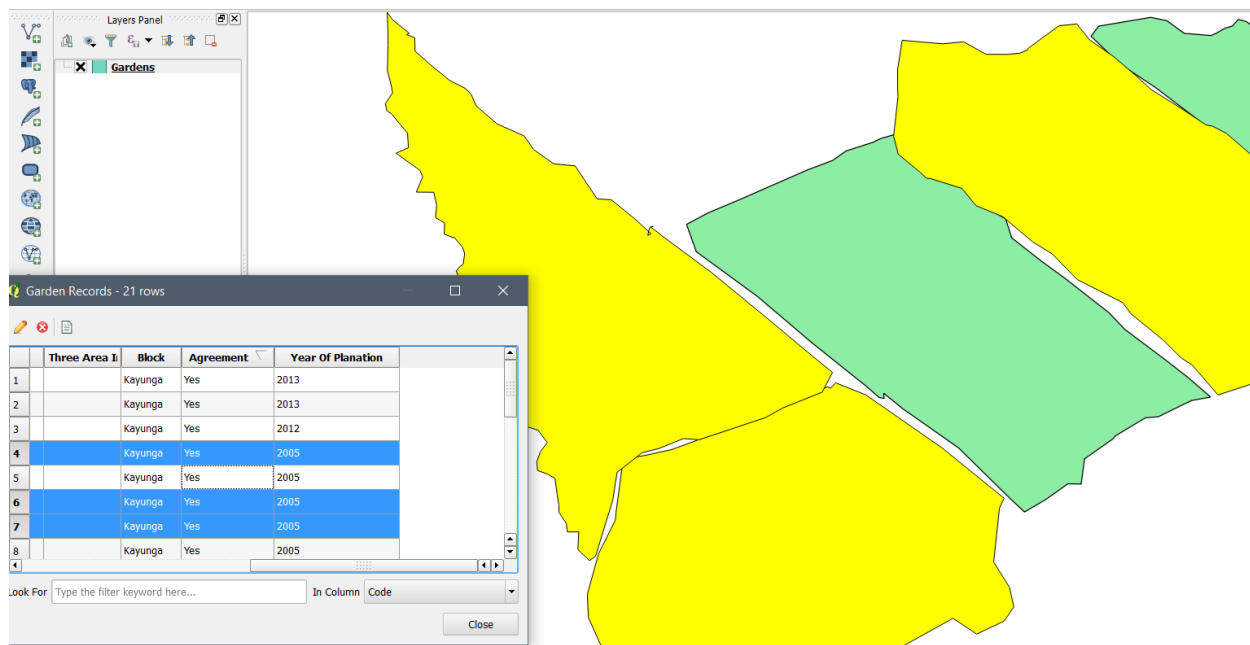 Layers Panel
Gardens
Garden Records - 21 rows
Three Area I Block Agreement Year Of Planation
1 Kayunga Yes 2013
2 Kayunga Yes 2013
3 Kayunga Yes 2012
4 Kayunga Yes 2005
5 Kayunga Yes 2005
6 Kayunga Yes 2005
7 Kayunga Yes 2005
8 Kayunga Yes 2005
Look For Type the filter keyword here... In Column Code
Close